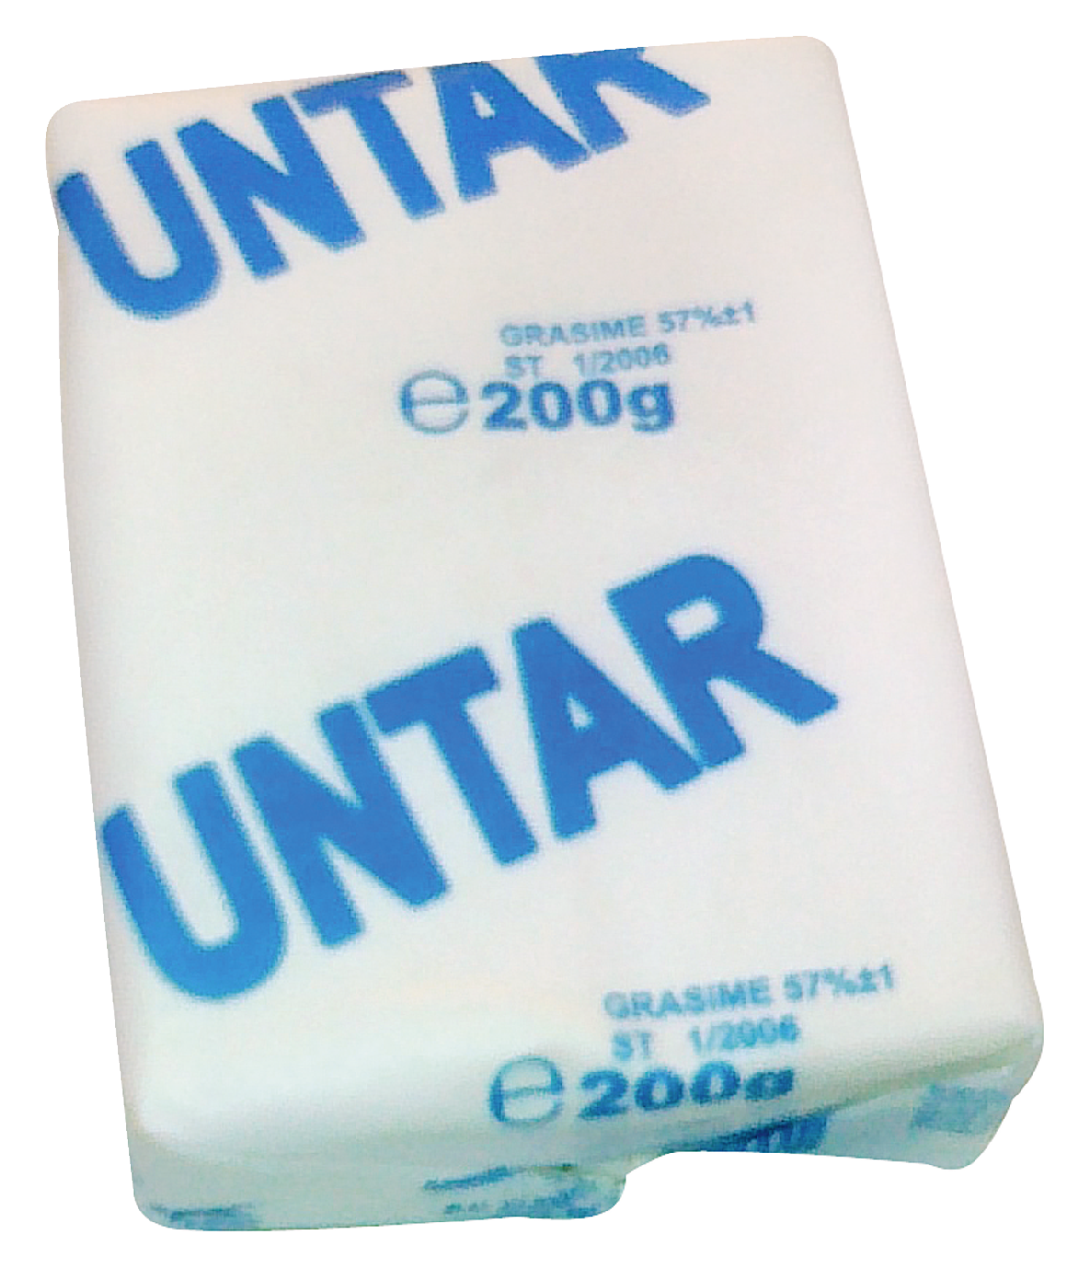 UNTAR
GRASIME 57%±1
ST 1/2006
℮ 200g
UNTAR
GRASIME 57%±1
ST 1/2006
℮ 200g